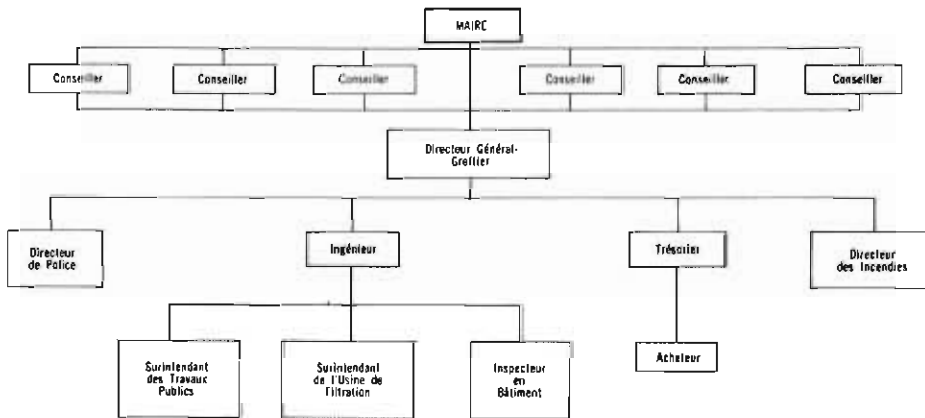 MAIRE
Conseiller
Conseiller
Conseiller
Conseiller
Conseiller
Conseiller
Directeur Général-
Greffier
Directeur
de Police
Ingénieur
Trésorier
Directeur
des Incendies
Surintendant
des Travaux
Publics
Surintendant
de l'Usine de
Filtration
Inspecteur
en
Bâtiment
Acheteur